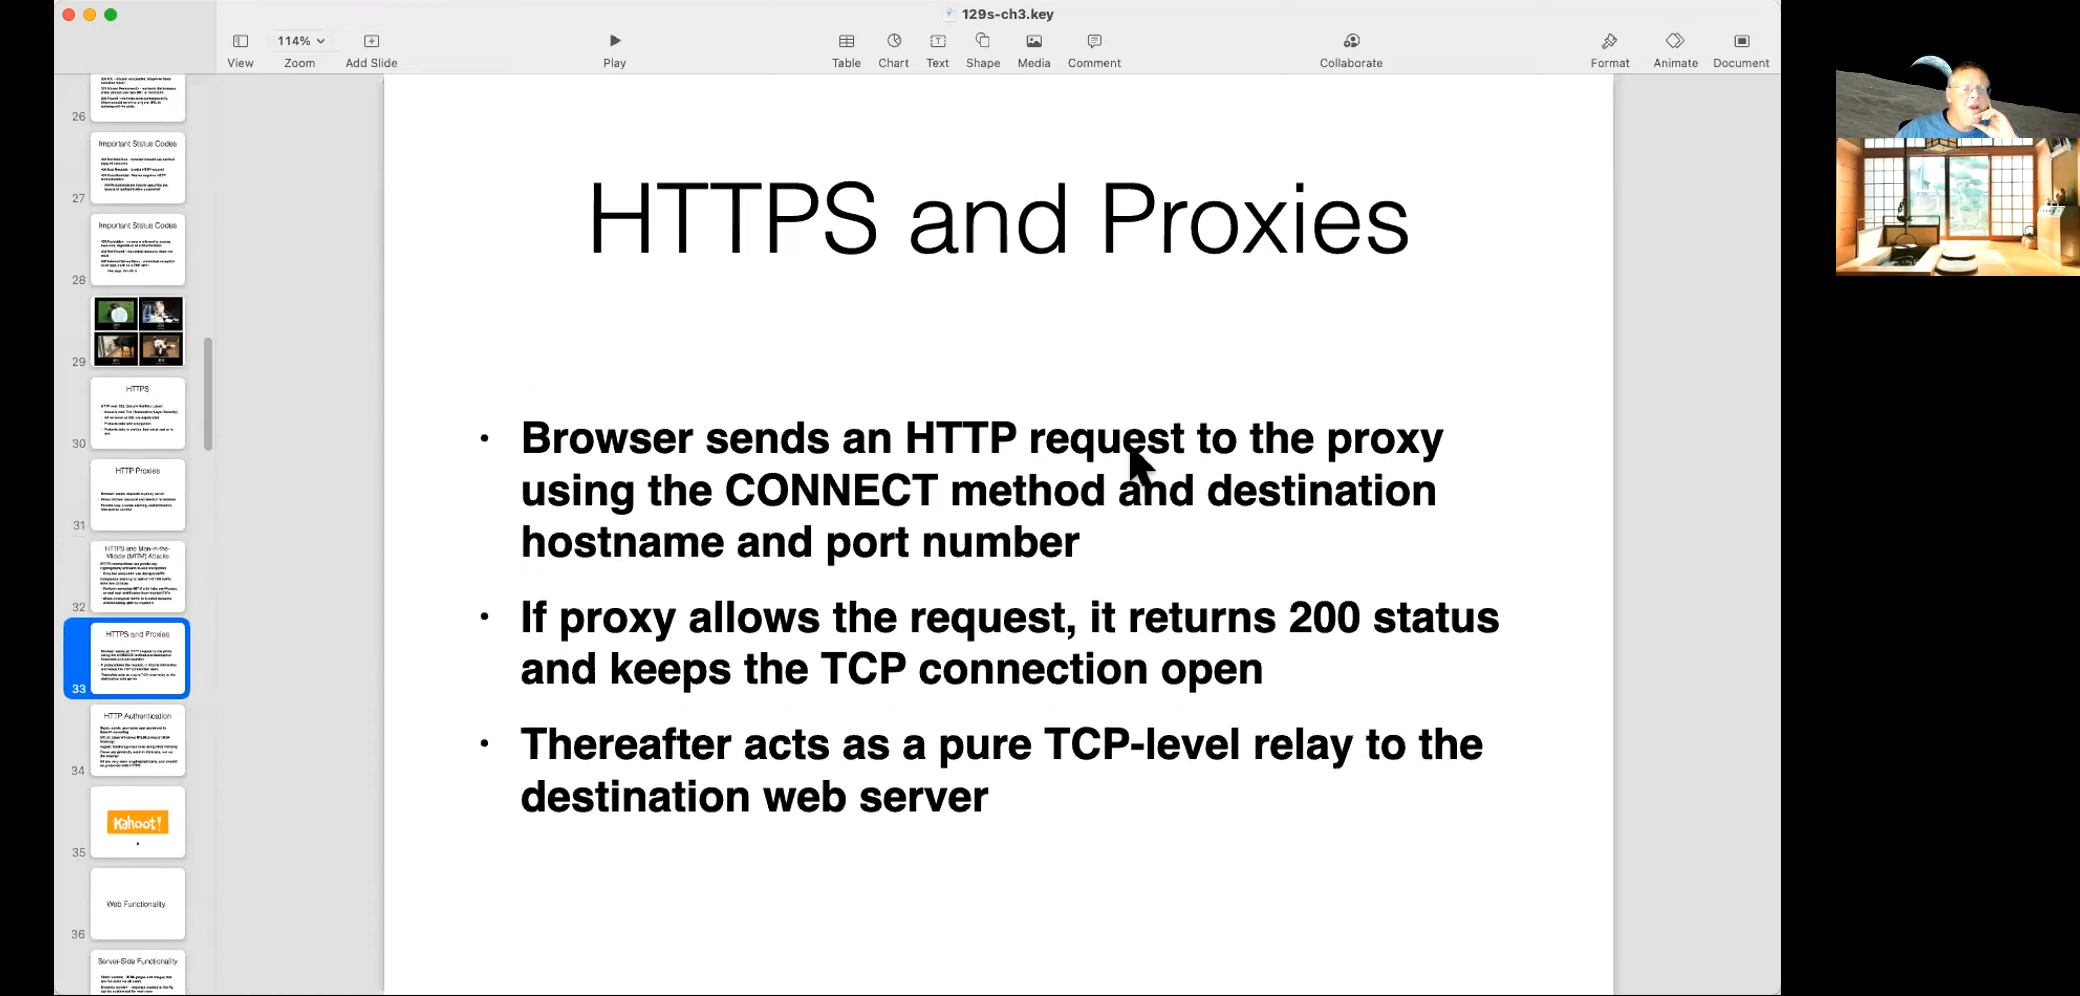 129s-ch3.key
114%
View
Zoom
Add Slide
Play
Table
Chart
Text
Shape
Media
Comment
Collaborate
Format
Animate
Document
26
Important Status Codes
27
Important Status Codes
28
29
HTTPS
30
HTTP Proxies
31
HTTPS and Man-in-the-
Middle (MITM) Attacks
32
HTTPS and Proxies
33
HTTP Authentication
34
Kahoot!
35
Web Functionality
36
Server-Side Functionality
HTTPS and Proxies
• Browser sends an HTTP request to the proxy
using the CONNECT method and destination
hostname and port number
• If proxy allows the request, it returns 200 status
and keeps the TCP connection open
• Thereafter acts as a pure TCP-level relay to the
destination web server